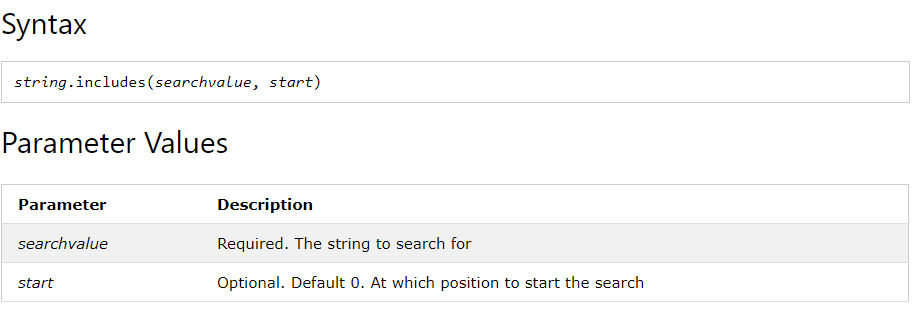 Syntax
string.includes(searchvalue, start)
Parameter Values
Parameter Description
searchvalue Required. The string to search for
start Optional. Default 0. At which position to start the search